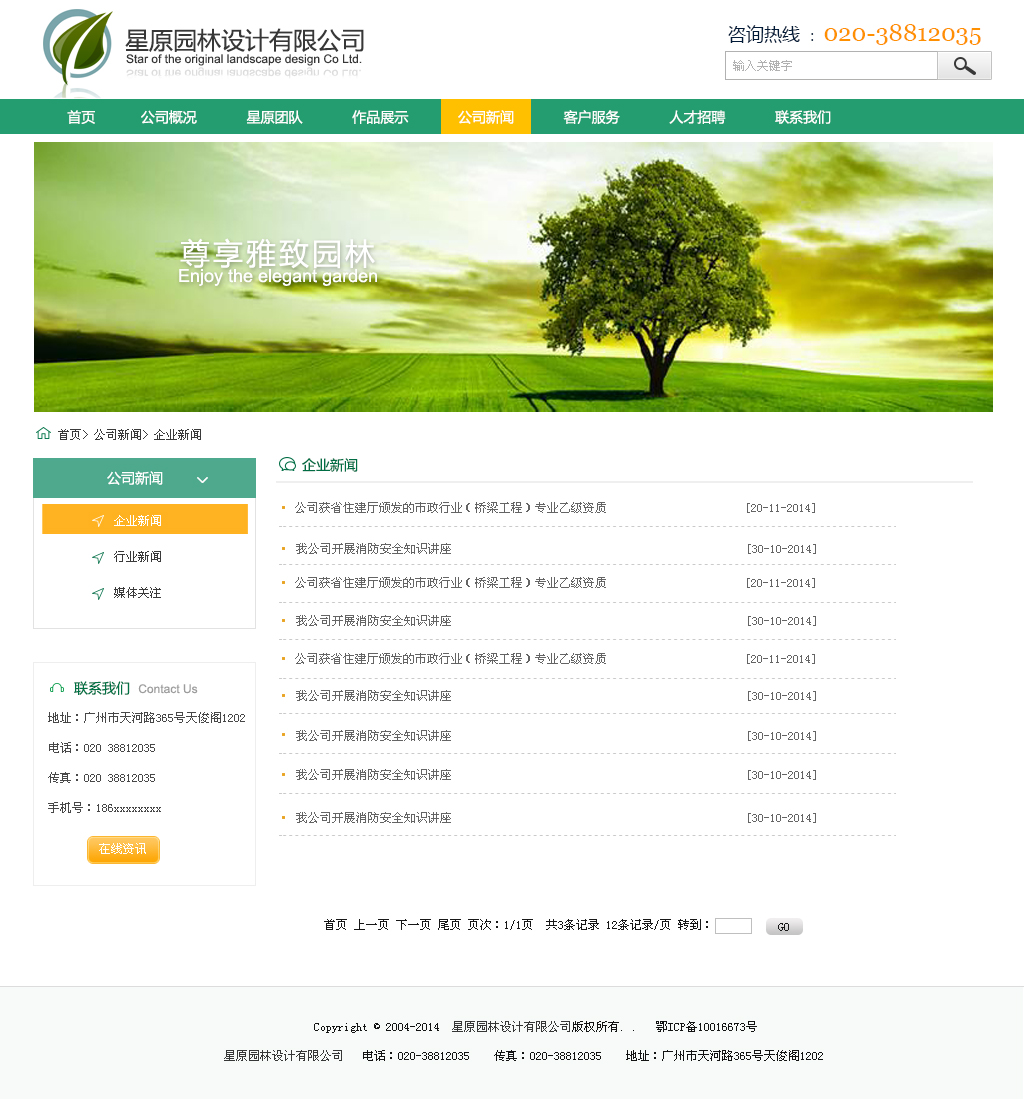 星原园林设计有限公司
Star of the original landscape design Co Ltd.
咨询热线 : 020-38812035
输入关键字
首页 公司概况 星原团队 作品展示 公司新闻 客户服务 人才招聘 联系我们
尊享雅致园林
Enjoy the elegant garden
首页> 公司新闻> 企业新闻
公司新闻
企业新闻
行业新闻
媒体关注
联系我们 Contact Us
地址：广州市天河路365号天俊阁1202
电话：020 38812035
传真：020 38812035
手机号：186xxxxxxxx
在线资讯
企业新闻
公司获省住建厅颁发的市政行业（桥梁工程）专业乙级资质 [20-11-2014]
我公司开展消防安全知识讲座 [30-10-2014]
公司获省住建厅颁发的市政行业（桥梁工程）专业乙级资质 [20-11-2014]
我公司开展消防安全知识讲座 [30-10-2014]
公司获省住建厅颁发的市政行业（桥梁工程）专业乙级资质 [20-11-2014]
我公司开展消防安全知识讲座 [30-10-2014]
我公司开展消防安全知识讲座 [30-10-2014]
我公司开展消防安全知识讲座 [30-10-2014]
我公司开展消防安全知识讲座 [30-10-2014]
首页 上一页 下一页 尾页 页次：1/1页 共3条记录 12条记录/页 转到： GO
Copyright © 2004-2014 星原园林设计有限公司版权所有. . 鄂ICP备10016673号
星原园林设计有限公司 电话：020-38812035 传真：020-38812035 地址：广州市天河路365号天俊阁1202